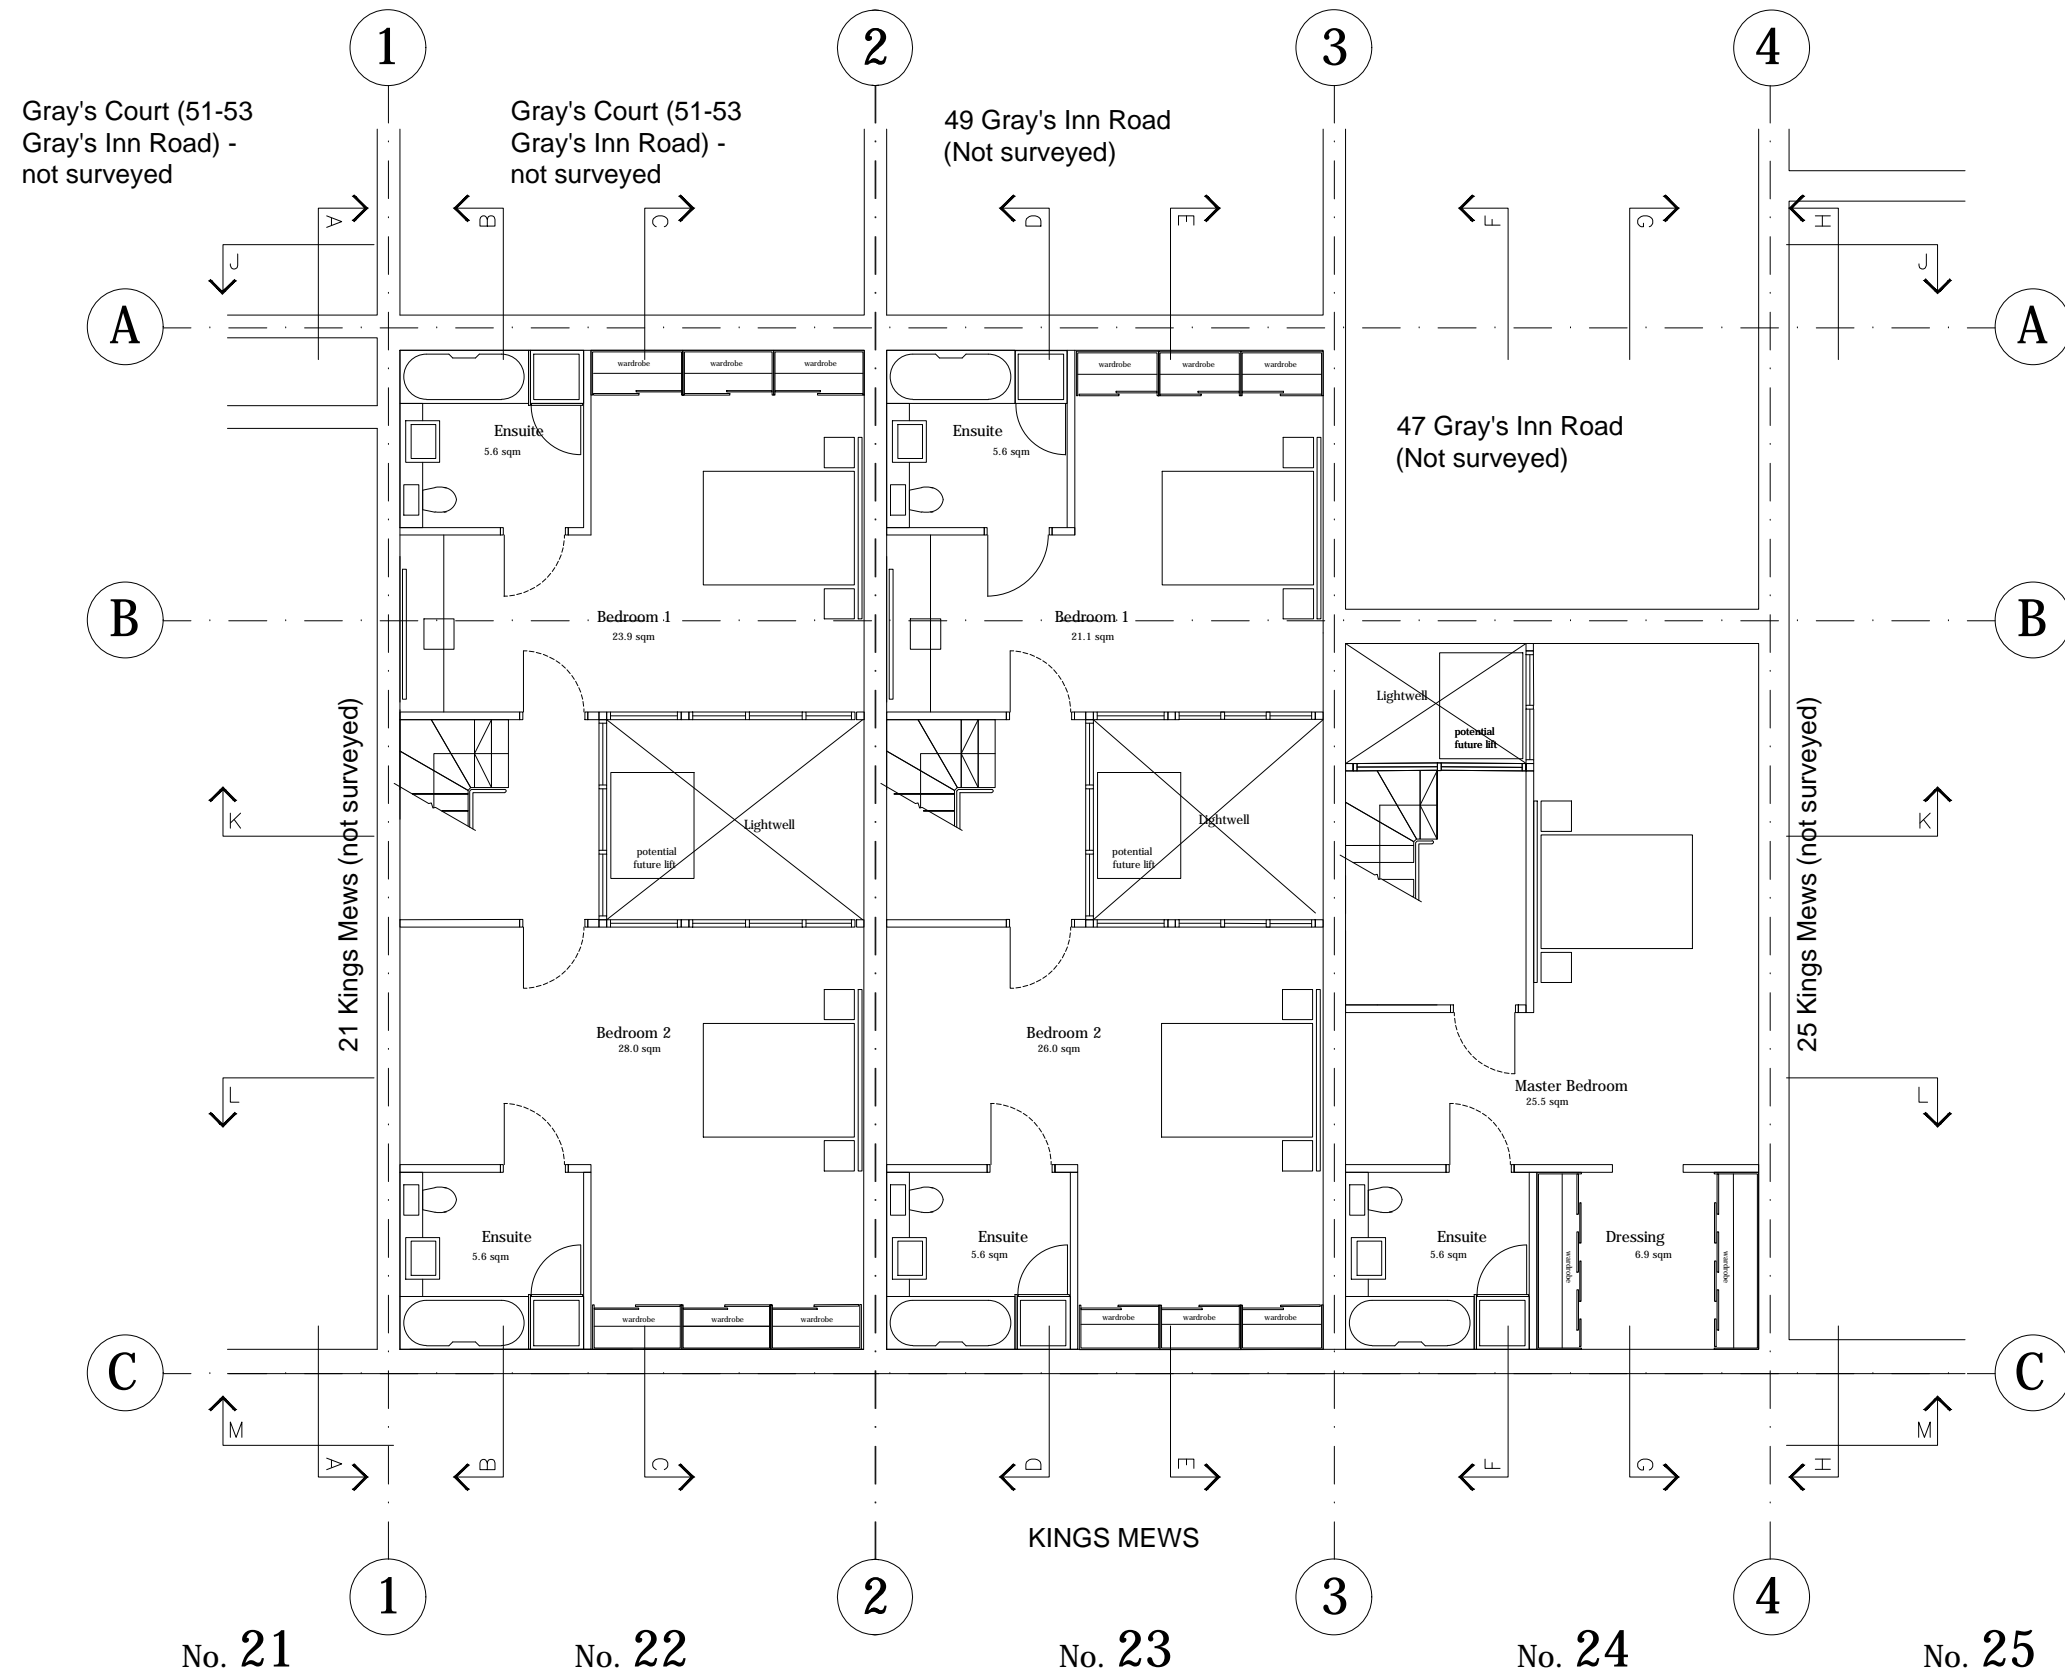 1
2
3
4
Gray's Court (51-53
Gray's Inn Road) -
not surveyed
Gray's Court (51-53
Gray's Inn Road) -
not surveyed
49 Gray's Inn Road
(Not surveyed)
A
B
C
D
E
F
G
H
J
J
A
A
wardrobe
wardrobe
wardrobe
wardrobe
wardrobe
wardrobe
Ensuite
5.6 sqm
Ensuite
5.6 sqm
47 Gray's Inn Road
(Not surveyed)
B
B
Bedroom 1
23.9 sqm
Bedroom 1
21.1 sqm
Lightwell
potential
future lift
21 Kings Mews (not surveyed)
25 Kings Mews (not surveyed)
K
K
Lightwell
potential
future lift
Lightwell
potential
future lift
Bedroom 2
28.0 sqm
Bedroom 2
26.0 sqm
Master Bedroom
25.5 sqm
L
L
Ensuite
5.6 sqm
Ensuite
5.6 sqm
Ensuite
5.6 sqm
Dressing
6.9 sqm
wardrobe
wardrobe
wardrobe
wardrobe
wardrobe
wardrobe
wardrobe
wardrobe
C
C
M
M
A
B
C
D
E
F
G
H
KINGS MEWS
1
2
3
4
No. 21
No. 22
No. 23
No. 24
No. 25